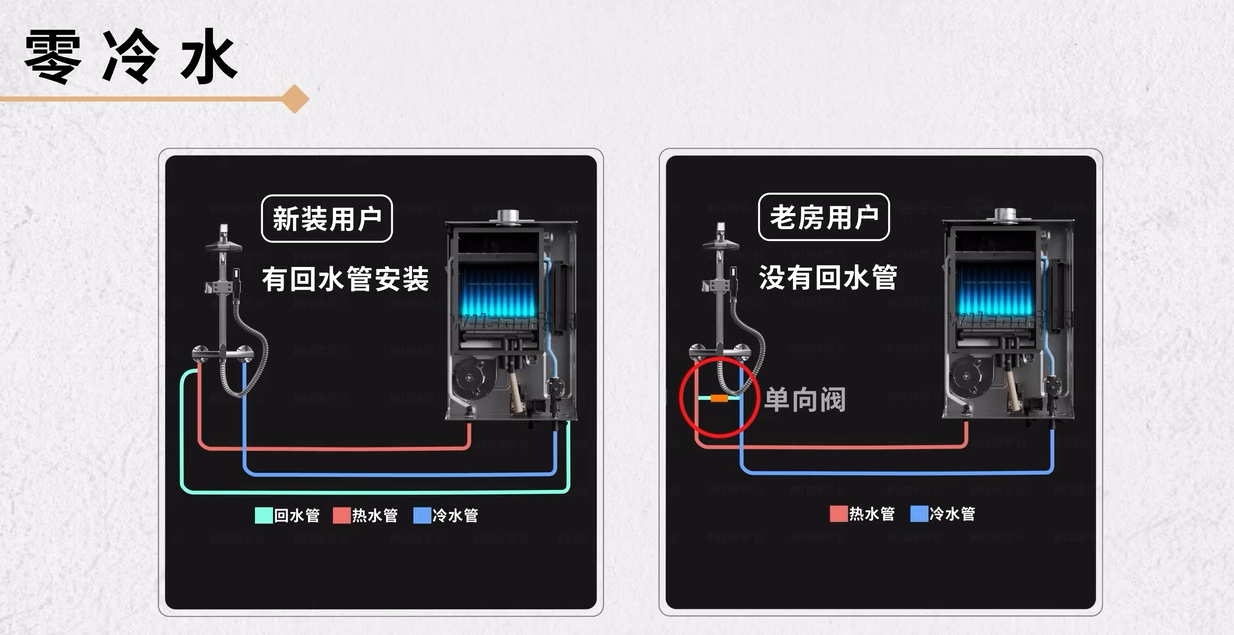 零冷水
新装用户
有回水管安装
回水管 热水管 冷水管
老房用户
没有回水管
单向阀
热水管 冷水管